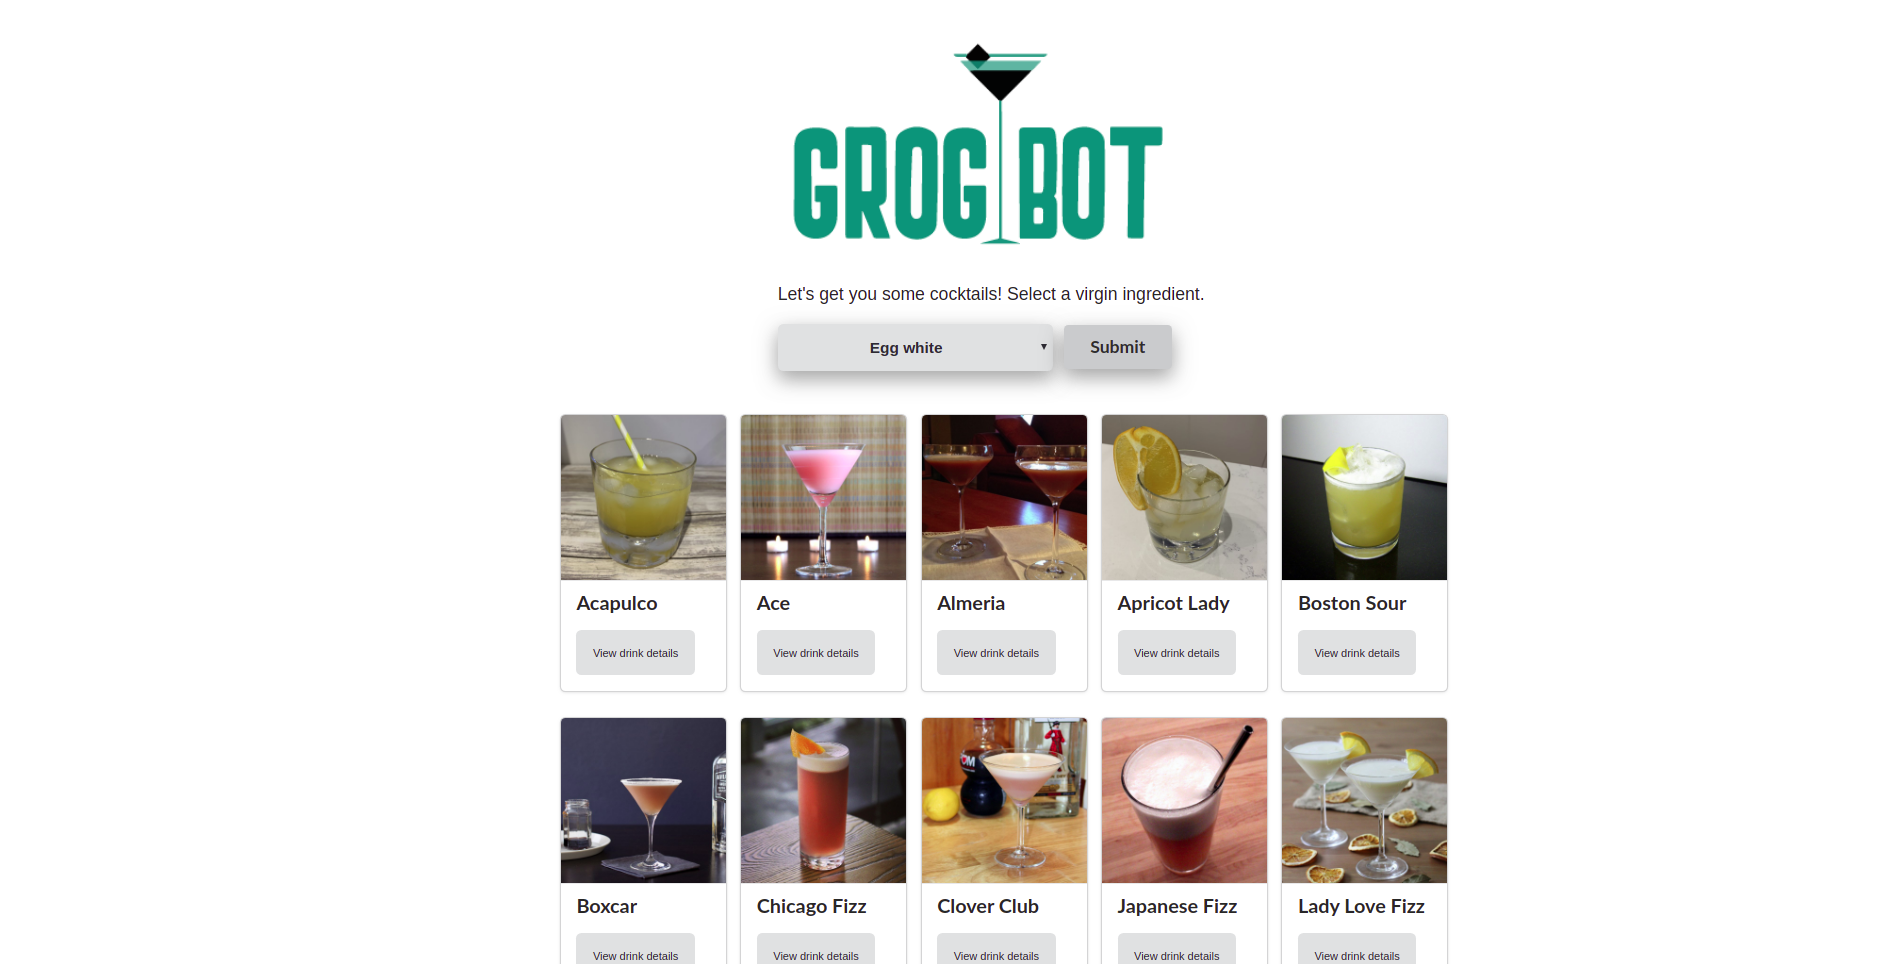 GROG BOT
Let's get you some cocktails! Select a virgin ingredient.
Egg white
Submit
Acapulco
Ace
Almeria
Apricot Lady
Boston Sour
View drink details
View drink details
View drink details
View drink details
View drink details
Boxcar
Chicago Fizz
Clover Club
Japanese Fizz
Lady Love Fizz
View drink details
View drink details
View drink details
View drink details
View drink details